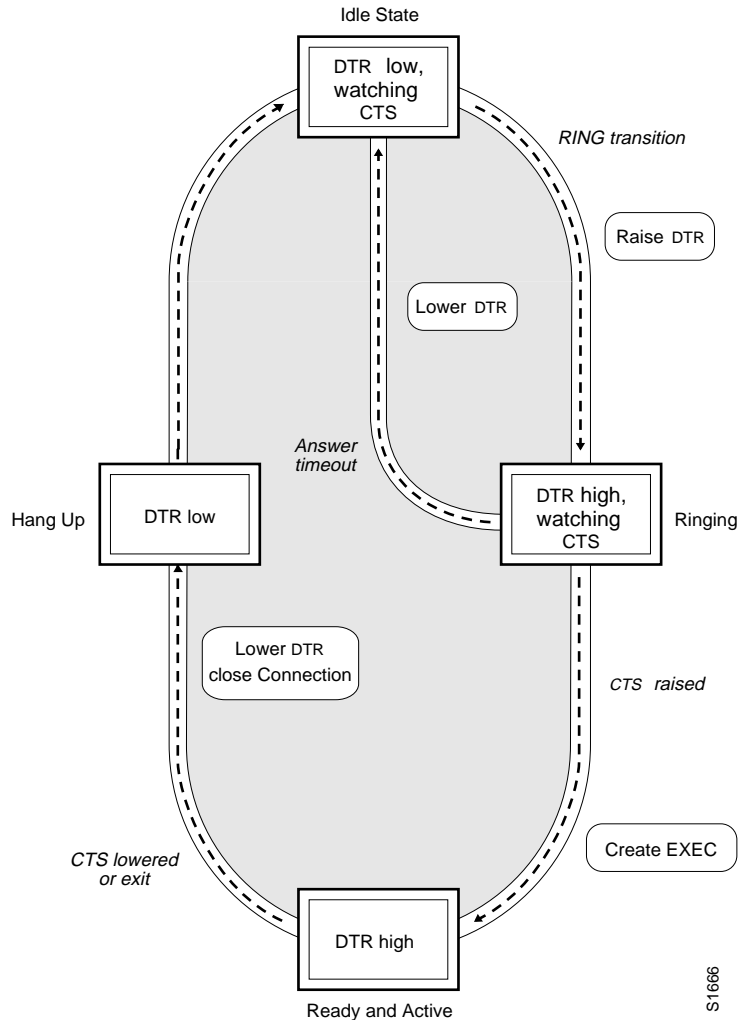 Idle State
DTR low,
watching
CTS
RING transition
Raise DTR
Lower DTR
Answer
timeout
Hang Up
DTR low
DTR high,
watching
CTS
Ringing
Lower DTR
close Connection
CTS raised
CTS lowered
or exit
Create EXEC
DTR high
Ready and Active
S1666